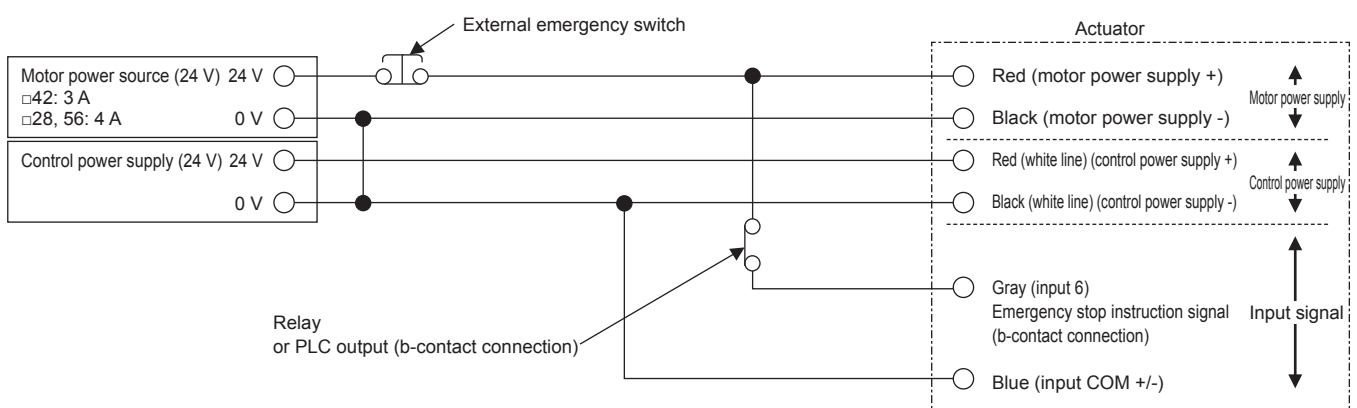 External emergency switch
Actuator
Motor power source (24 V) 24 V
□42: 3 A
□28, 56: 4 A
0 V
Red (motor power supply +)
Black (motor power supply -)
Motor power supply
Control power supply (24 V) 24 V
0 V
Red (white line) (control power supply +)
Black (white line) (control power supply -)
Control power supply
Gray (input 6)
Emergency stop instruction signal
(b-contact connection)
Input signal
Relay
or PLC output (b-contact connection)
Blue (input COM +/-)